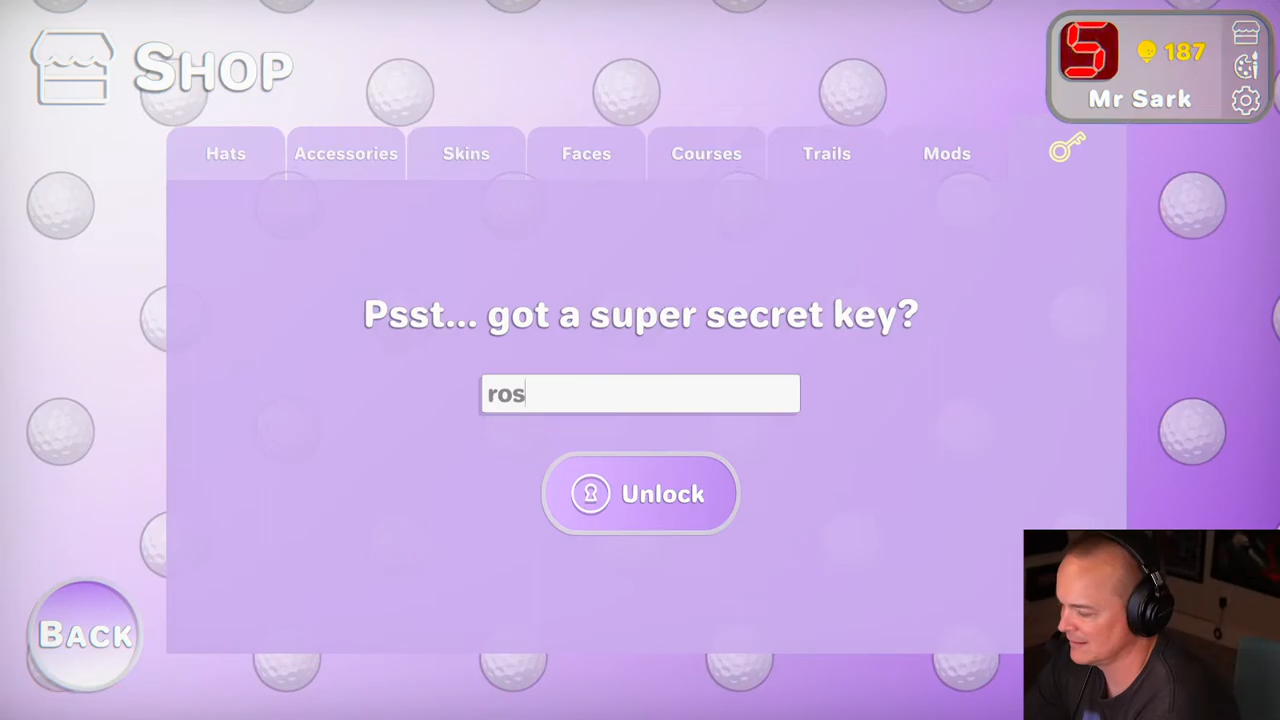 SHOP
5
187
Mr Sark
Hats
Accessories
Skins
Faces
Courses
Trails
Mods
Psst... got a super secret key?
ros
Unlock
BACK